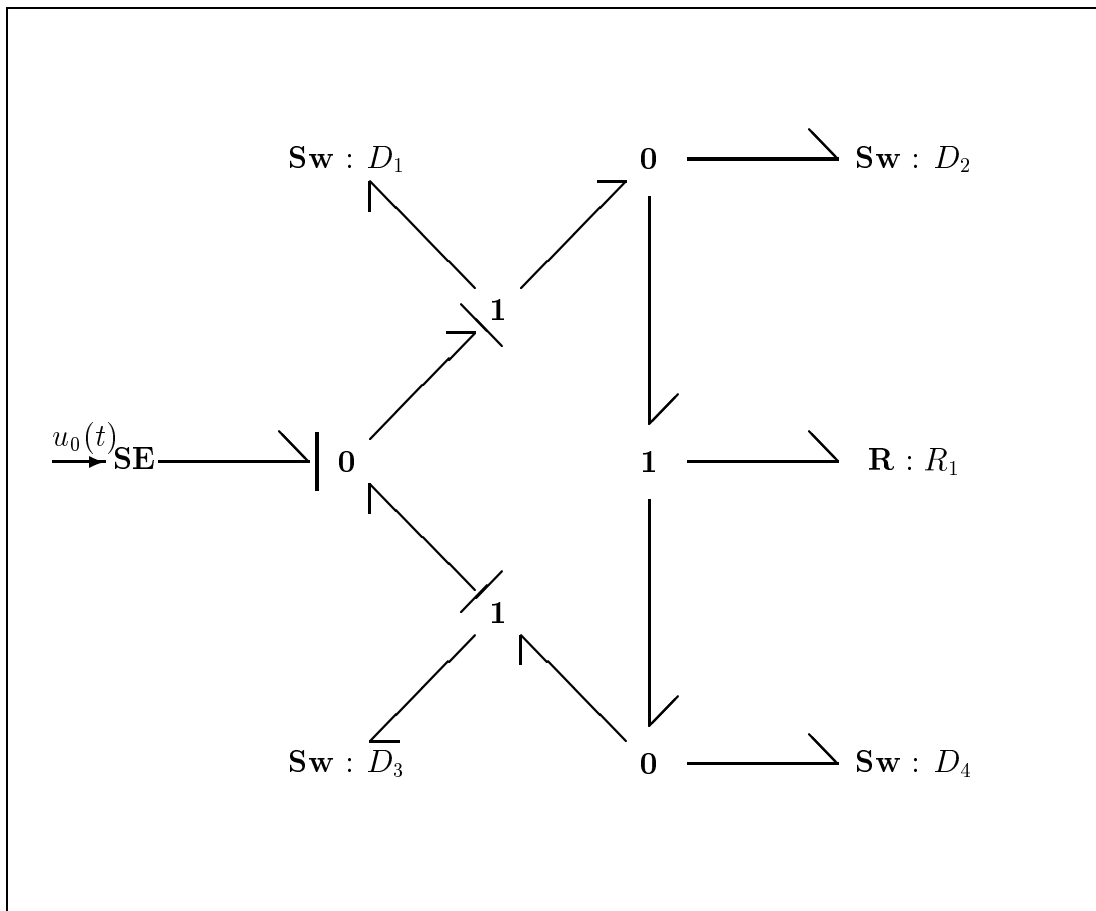 Sw : D₁
0
Sw : D₂
1
u₀(t)
SE
0
1
R : R₁
1
Sw : D₃
0
Sw : D₄